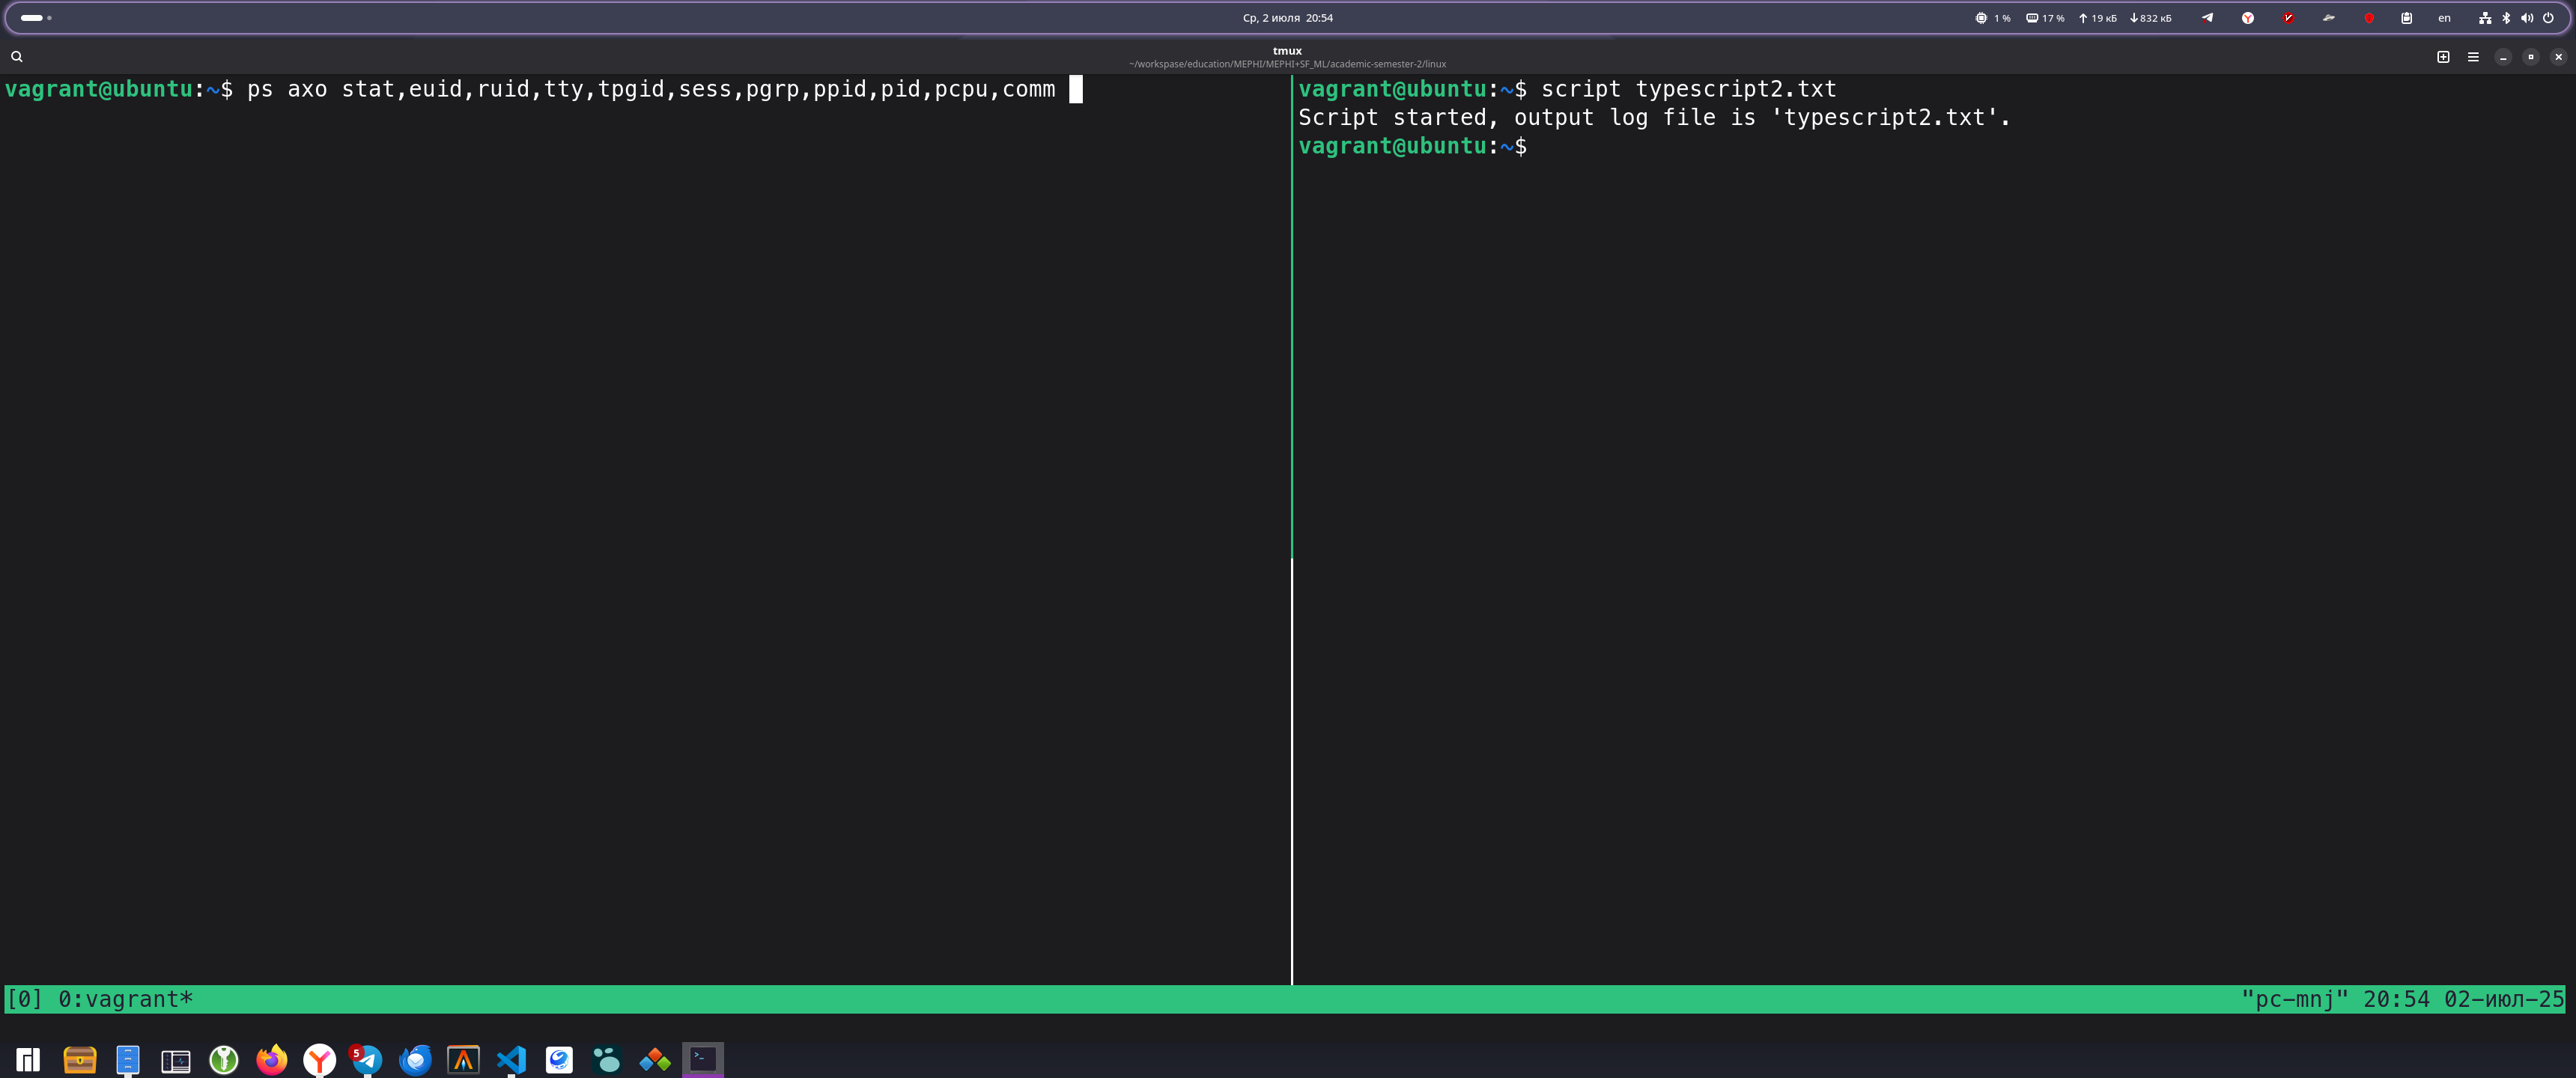 Ср, 2 июля 20:54
1 % 17 % 19 кБ 832 кБ en
tmux
~/workspase/education/MEPHI/MEPHI+SF_ML/academic-semester-2/linux
vagrant@ubuntu:~$ ps axo stat,euid,ruid,tty,tpgid,sess,pgrp,ppid,pid,pcpu,comm
vagrant@ubuntu:~$ script typescript2.txt
Script started, output log file is 'typescript2.txt'.
vagrant@ubuntu:~$
[0] 0:vagrant*
"pc-mnj" 20:54 02-июл-25
5